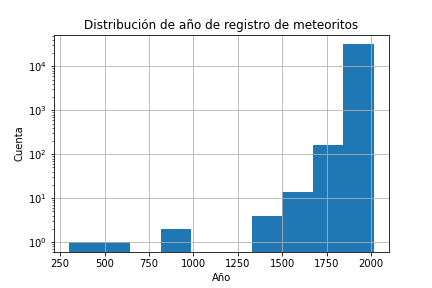 Distribución de año de registro de meteoritos
Cuenta
10⁴
10³
10²
10¹
10⁰
250 500 750 1000 1250 1500 1750 2000
Año